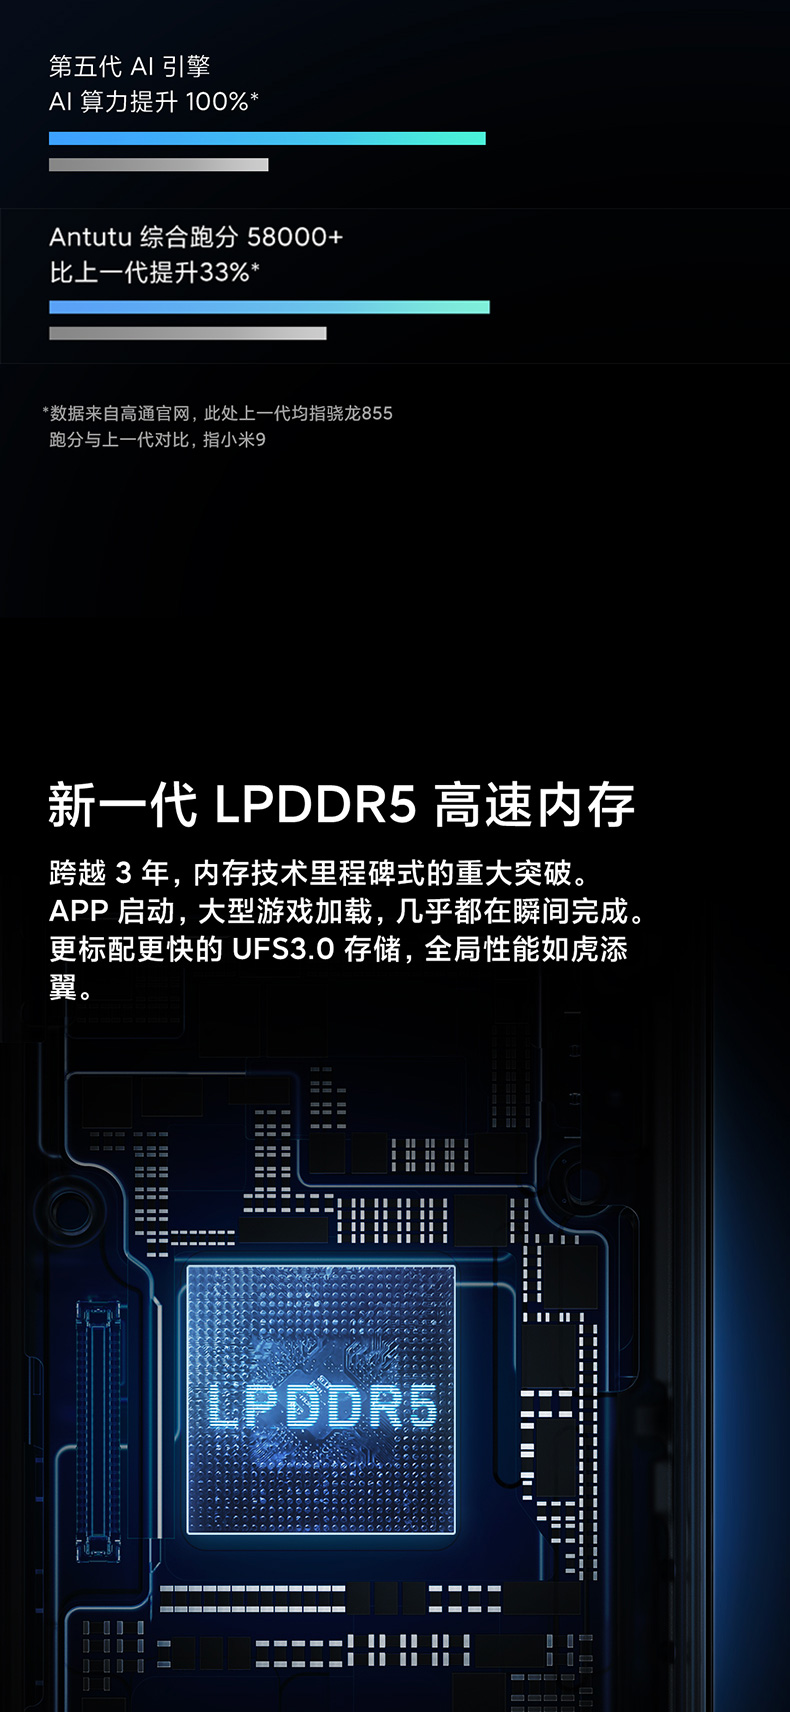 第五代 AI 引擎
AI 算力提升 100%*
Antutu 综合跑分 58000+
比上一代提升33%*
*数据来自高通官网，此处上一代均指骁龙855
跑分与上一代对比，指小米9
新一代 LPDDR5 高速内存
跨越 3 年，内存技术里程碑式的重大突破。
APP 启动，大型游戏加载，几乎都在瞬间完成。
更标配更快的 UFS3.0 存储，全局性能如虎添
翼。
LPDDR5